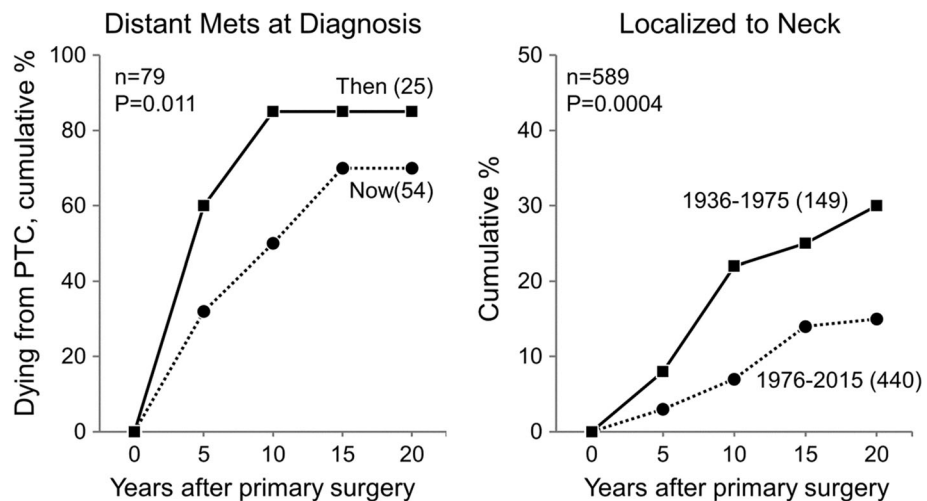 Distant Mets at Diagnosis
Dying from PTC, cumulative %
100
80
60
40
20
0
n=79
P=0.011
Then (25)
Now(54)
0 5 10 15 20
Years after primary surgery
Localized to Neck
Cumulative %
50
40
30
20
10
0
n=589
P=0.0004
1936-1975 (149)
1976-2015 (440)
0 5 10 15 20
Years after primary surgery